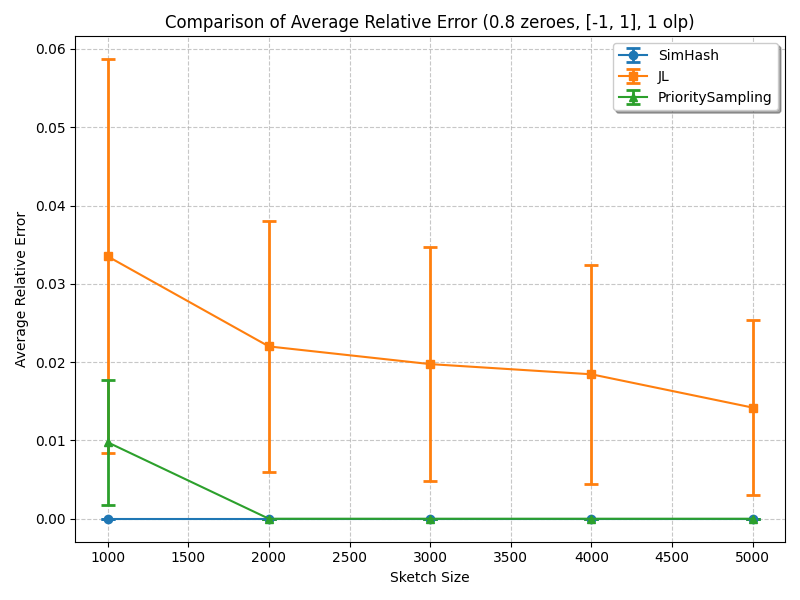 Comparison of Average Relative Error (0.8 zeroes, [-1, 1], 1 olp)
SimHash
JL
PrioritySampling
Average Relative Error
0.06
0.05
0.04
0.03
0.02
0.01
0.00
1000 1500 2000 2500 3000 3500 4000 4500 5000
Sketch Size